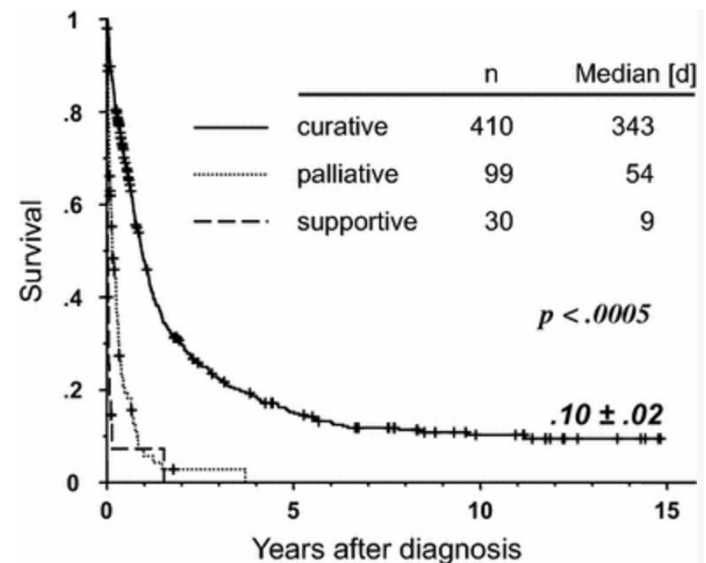 1
n Median [d]
.8
curative 410 343
palliative 99 54
.6
supportive 30 9
Survival
.4
p < .0005
.2
.10 ± .02
0
0 5 10 15
Years after diagnosis